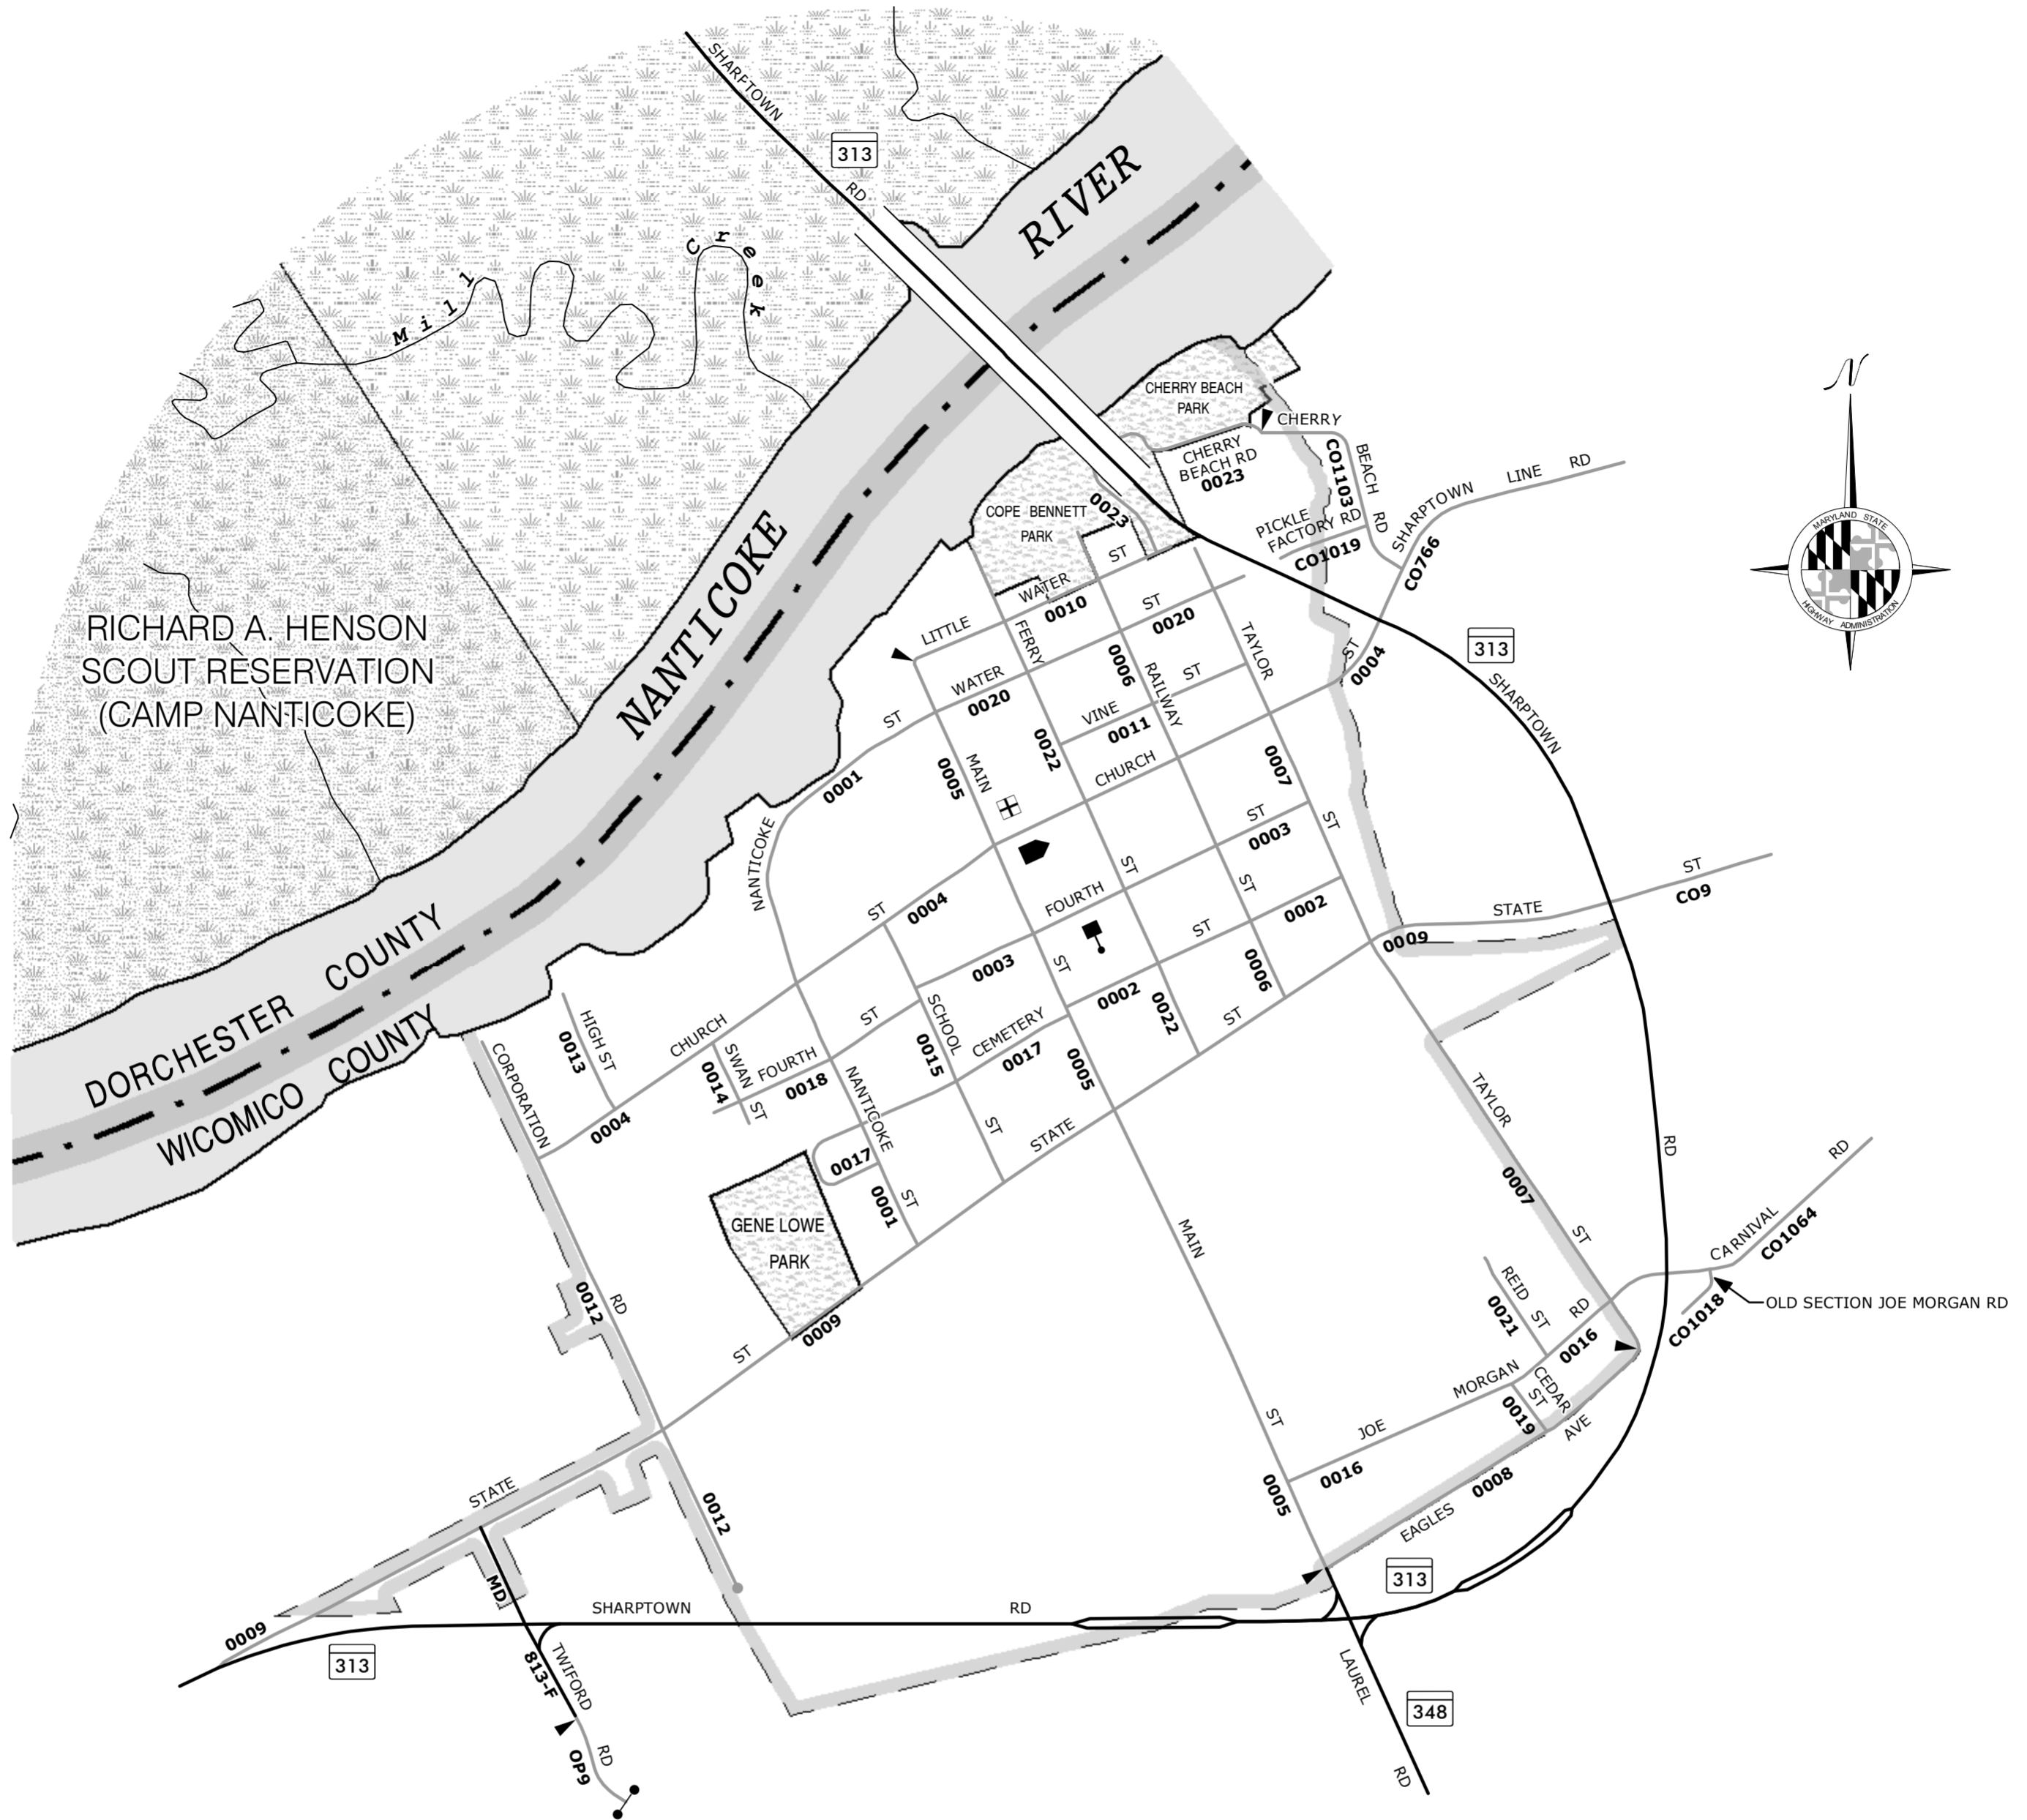 SHARPTOWN
RD
313
RIVER
Mill
Creek
CHERRY BEACH
PARK
CHERRY
BEACH
RD
CO1103
CHERRY
BEACH RD
0023
PICKLE
FACTORY RD
CO1019
SHARPTOWN
LINE
RD
CO766
MARYLAND STATE
HIGHWAY ADMINISTRATION
N
COPE BENNETT
PARK
0023
NANTICOKE
RICHARD A. HENSON
SCOUT RESERVATION
(CAMP NANTICOKE)
LITTLE
WATER
ST
0010
FERRY
WATER
ST
0020
0020
ST
0006
RAILWAY
VINE
ST
0011
TAYLOR
ST
0004
313
SHARPTOWN
0001
0005
MAIN
0022
CHURCH
0007
ST
NANTICOKE
ST
0003
ST
0004
FOURTH
ST
ST
0002
ST
STATE
ST
CO9
0009
DORCHESTER COUNTY
WICOMICO COUNTY
0003
ST
0002
0022
0006
ST
HIGH ST
0013
CORPORATION
CHURCH
SWAN
ST
0014
FOURTH
ST
0018
SCHOOL
0015
ST
CEMETERY
0017
0005
STATE
0004
NANTICOKE
ST
0017
0001
GENE LOWE
PARK
0012
RD
ST
0009
MAIN
ST
TAYLOR
0007
ST
RD
CARNIVAL
RD
CO1064
OLD SECTION JOE MORGAN RD
CO1018
REID
ST
0021
JOE
MORGAN
RD
0016
0016
CEDAR
ST
0019
EAGLES
AVE
0008
0005
STATE
0012
MD
813-F
TWIFORD
RD
OP9
SHARPTOWN
RD
0009
313
313
LAUREL
RD
348